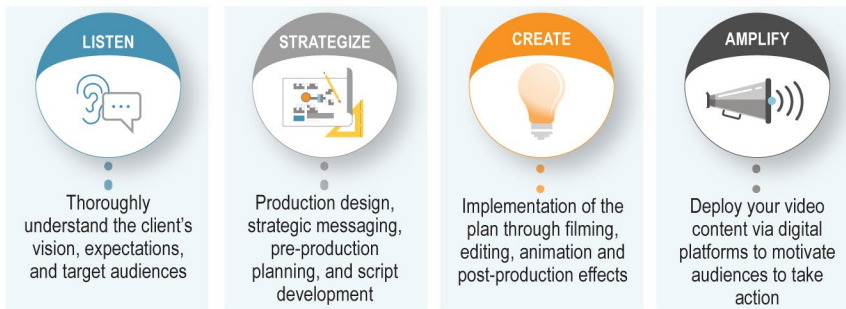 LISTEN
Thoroughly
understand the client's
vision, expectations,
and target audiences
STRATEGIZE
Production design,
strategic messaging,
pre-production
planning, and script
development
CREATE
Implementation of the
plan through filming,
editing, animation and
post-production effects
AMPLIFY
Deploy your video
content via digital
platforms to motivate
audiences to take
action